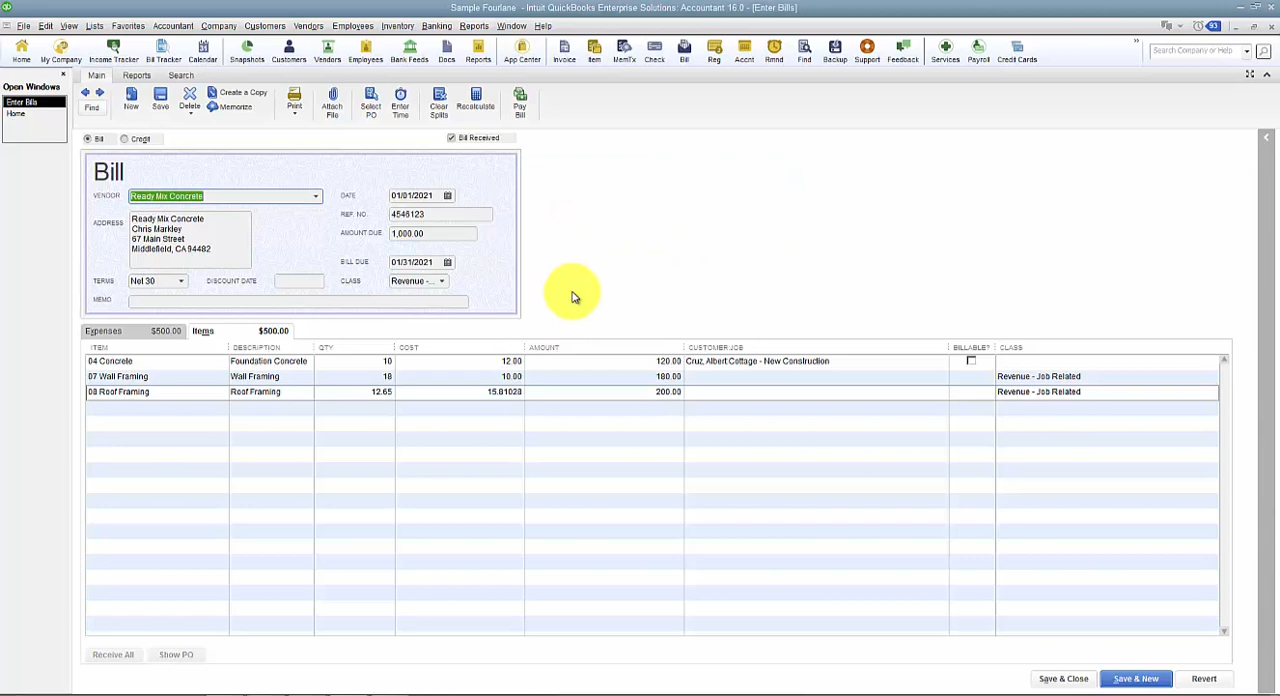 Sample Fourlane - Intuit QuickBooks Enterprise Solutions: Accountant 16.0 - [Enter Bills]
File Edit View Lists Favorites Accountant Company Customers Vendors Employees Inventory Banking Reports Window Help 93
Home My Company Income Tracker Bill Tracker Calendar Snapshots Customers Vendors Employees Bank Feeds Docs Reports App Center Invoice Item MemTx Check Bill Reg Accnt Rmnd Find Backup Support Feedback Services Payroll Credit Cards » Search Company or Help
Main Reports Search
Open Windows
Enter Bills
Home
Find New Save Delete Create a Copy
Memorize
Print Attach File Select PO Enter Time Clear Splits Recalculate Pay Bill
Bill Credit Bill Received
Bill
VENDOR Ready Mix Concrete DATE 01/01/2021
REF. NO. 4546123
ADDRESS Ready Mix Concrete
Chris Markley
67 Main Street
Middlefield, CA 94482
AMOUNT DUE 1,000.00
BILL DUE 01/31/2021
TERMS Net 30 DISCOUNT DATE CLASS Revenue -...
MEMO
Expenses $500.00 Items $500.00
ITEM DESCRIPTION QTY COST AMOUNT CUSTOMER:JOB BILLABLE? CLASS
04 Concrete Foundation Concrete 10 12.00 120.00 Cruz, Albert:Cottage - New Construction
07 Wall Framing Wall Framing 18 10.00 180.00 Revenue - Job Related
08 Roof Framing Roof Framing 12.65 15.81028 200.00 Revenue - Job Related
Receive All Show PO
Save & Close Save & New Revert